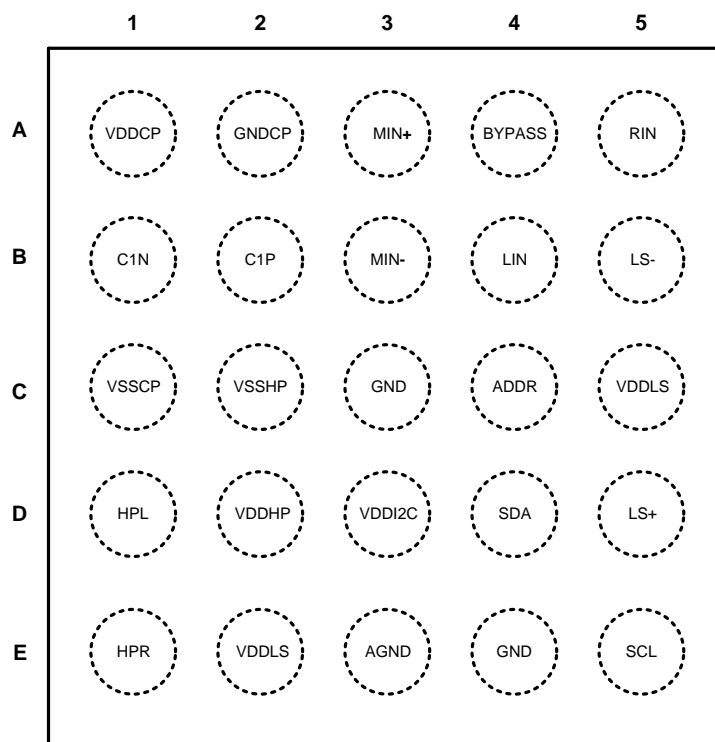 1 2 3 4 5
A VDDCP GNDCP MIN+ BYPASS RIN
B C1N C1P MIN- LIN LS-
C VSSCP VSSHP GND ADDR VDDLS
D HPL VDDHP VDDI2C SDA LS+
E HPR VDDLS AGND GND SCL